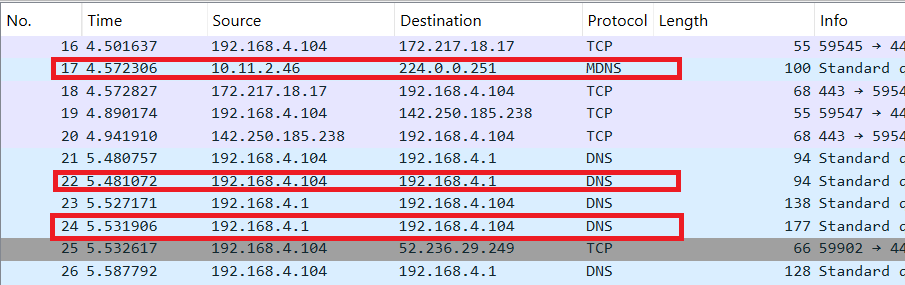 No. Time Source Destination Protocol Length Info
16 4.501637 192.168.4.104 172.217.18.17 TCP 55 59545 → 44
17 4.572306 10.11.2.46 224.0.0.251 MDNS 100 Standard q
18 4.572827 172.217.18.17 192.168.4.104 TCP 68 443 → 5954
19 4.890174 192.168.4.104 142.250.185.238 TCP 55 59547 → 44
20 4.941910 142.250.185.238 192.168.4.104 TCP 68 443 → 5954
21 5.480757 192.168.4.104 192.168.4.1 DNS 94 Standard q
22 5.481072 192.168.4.104 192.168.4.1 DNS 94 Standard q
23 5.527171 192.168.4.1 192.168.4.104 DNS 138 Standard q
24 5.531906 192.168.4.1 192.168.4.104 DNS 177 Standard q
25 5.532617 192.168.4.104 52.236.29.249 TCP 66 59902 → 44
26 5.587792 192.168.4.1 192.168.4.104 DNS 128 Standard q